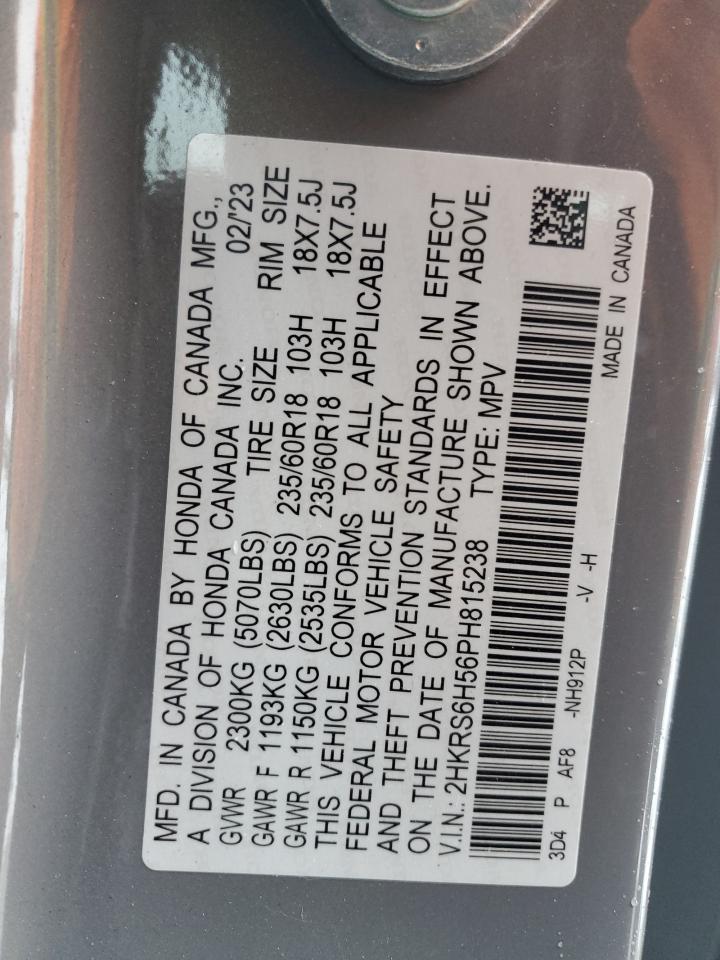 MFD. IN CANADA BY HONDA OF CANADA MFG.,
A DIVISION OF HONDA CANADA INC. 02/'23
GVWR 2300KG (5070LBS) TIRE SIZE RIM SIZE
GAWR F 1193KG (2630LBS) 235/60R18 103H 18X7.5J
GAWR R 1150KG (2535LBS) 235/60R18 103H 18X7.5J
THIS VEHICLE CONFORMS TO ALL APPLICABLE
FEDERAL MOTOR VEHICLE SAFETY
AND THEFT PREVENTION STANDARDS IN EFFECT
ON THE DATE OF MANUFACTURE SHOWN ABOVE.
V.I.N.: 2HKRS6H56PH815238 TYPE: MPV
3D4 P AF8 -NH912P -V -H MADE IN CANADA